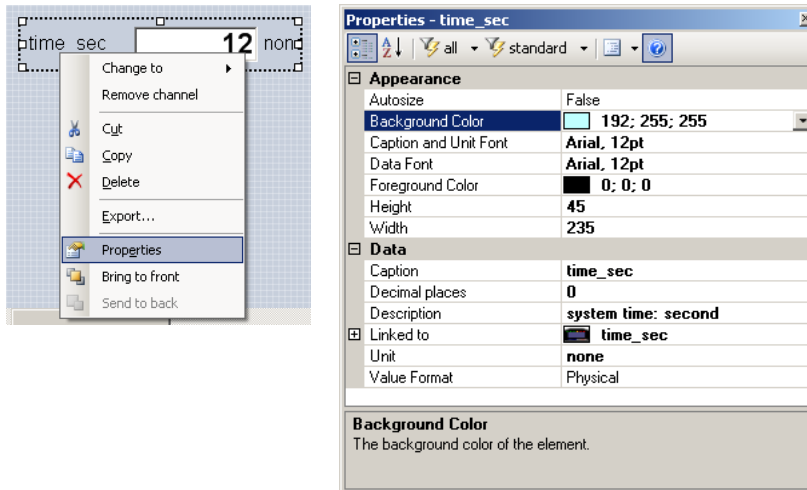 time_sec 12 none
Change to
Remove channel
Cut
Copy
Delete
Export...
Properties
Bring to front
Send to back
Properties - time_sec
all standard
Appearance
Autosize False
Background Color 192; 255; 255
Caption and Unit Font Arial, 12pt
Data Font Arial, 12pt
Foreground Color 0; 0; 0
Height 45
Width 235
Data
Caption time_sec
Decimal places 0
Description system time: second
Linked to time_sec
Unit none
Value Format Physical
Background Color
The background color of the element.